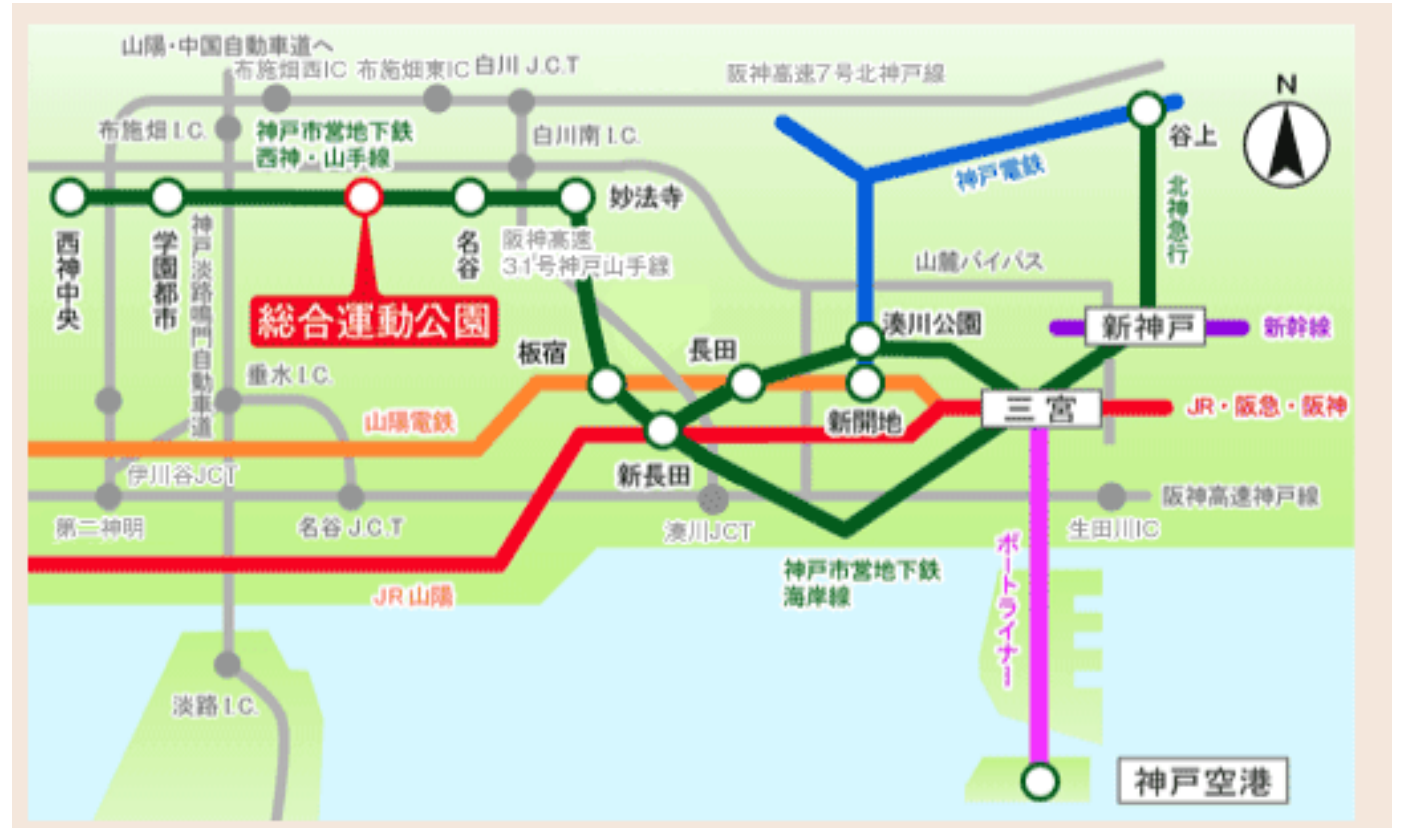 山陽・中国自動車道へ
布施畑西IC
布施畑東IC
白川 J.C.T
阪神高速7号北神戸線
N
布施畑 I.C.
神戸市営地下鉄
西神・山手線
白川南 I.C.
谷上
神戸電鉄
北神急行
妙法寺
西神中央
学園都市
神戸淡路鳴門自動車道
名谷
阪神高速
31号神戸山手線
山麓バイパス
総合運動公園
湊川公園
新神戸
新幹線
板宿
長田
垂水 I.C.
山陽電鉄
新開地
三宮
JR・阪急・阪神
伊川谷JCT
新長田
第二神明
名谷 J.C.T
湊川JCT
阪神高速神戸線
生田川IC
ポートライナー
神戸市営地下鉄
海岸線
JR 山陽
淡路 I.C.
神戸空港